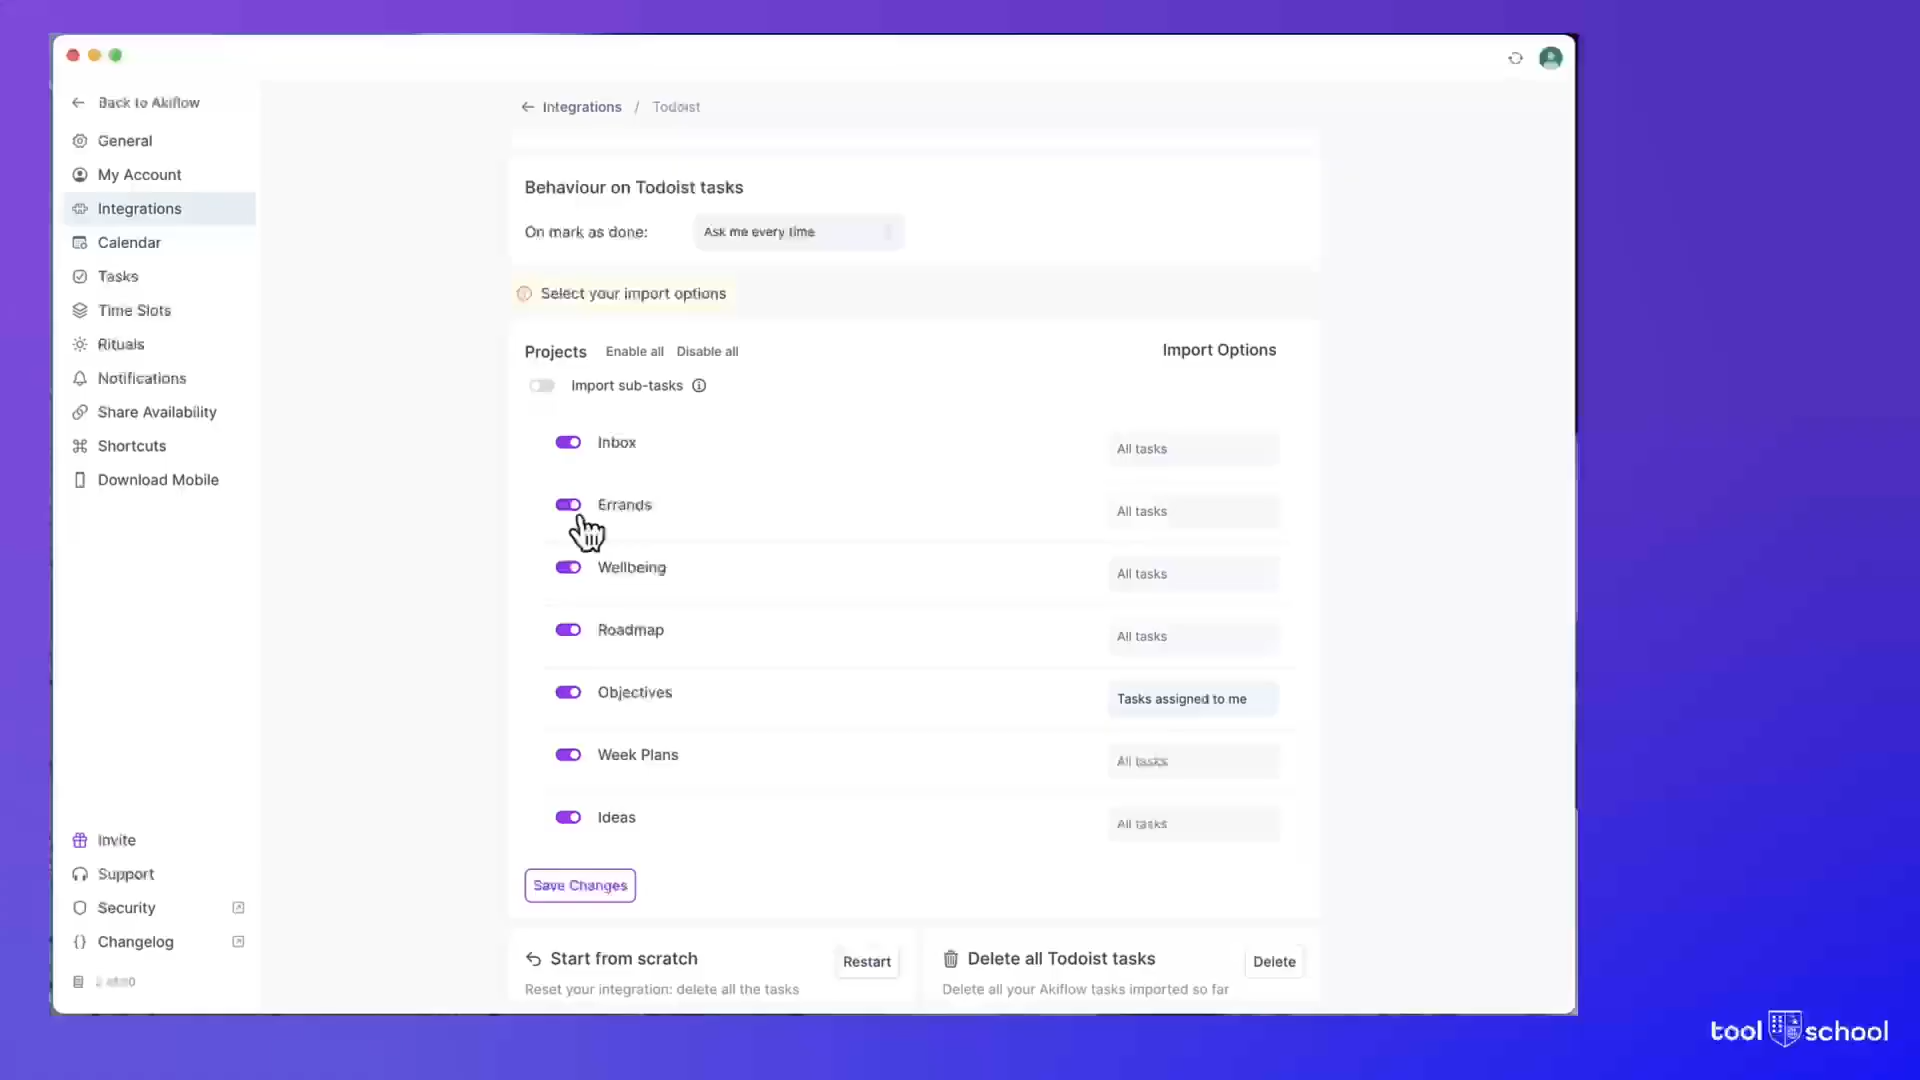 Back to Akiflow
General
My Account
Integrations
Calendar
Tasks
Time Slots
Rituals
Notifications
Share Availability
Shortcuts
Download Mobile
Invite
Support
Security
Changelog
Integrations / Todoist
Behaviour on Todoist tasks
On mark as done: Ask me every time
Select your import options
Projects Enable all Disable all Import Options
Import sub-tasks
Inbox All tasks
Errands All tasks
Wellbeing All tasks
Roadmap All tasks
Objectives Tasks assigned to me
Week Plans All tasks
Ideas All tasks
Save Changes
Start from scratch Restart
Reset your integration: delete all the tasks
Delete all Todoist tasks Delete
Delete all your Akiflow tasks imported so far
tool school